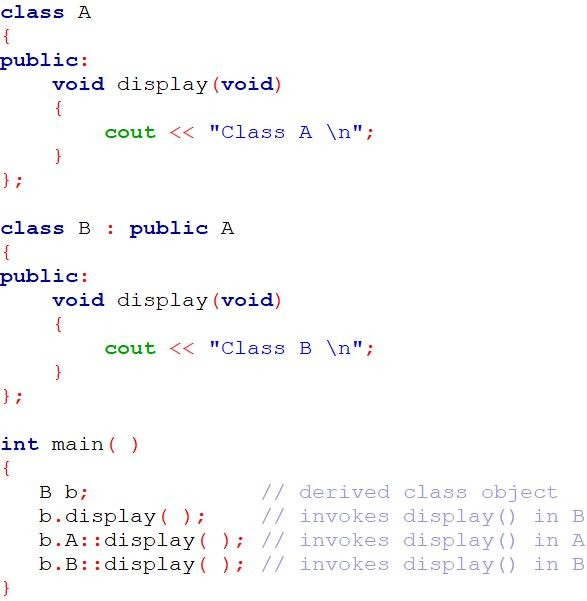 class A
{
public:
    void display(void)
    {
        cout << "Class A \n";
    }
};

class B : public A
{
public:
    void display(void)
    {
        cout << "Class B \n";
    }
};

int main( )
{
   B b;             // derived class object
   b.display( );    // invokes display() in B
   b.A::display( ); // invokes display() in A
   b.B::display( ); // invokes display() in B
}